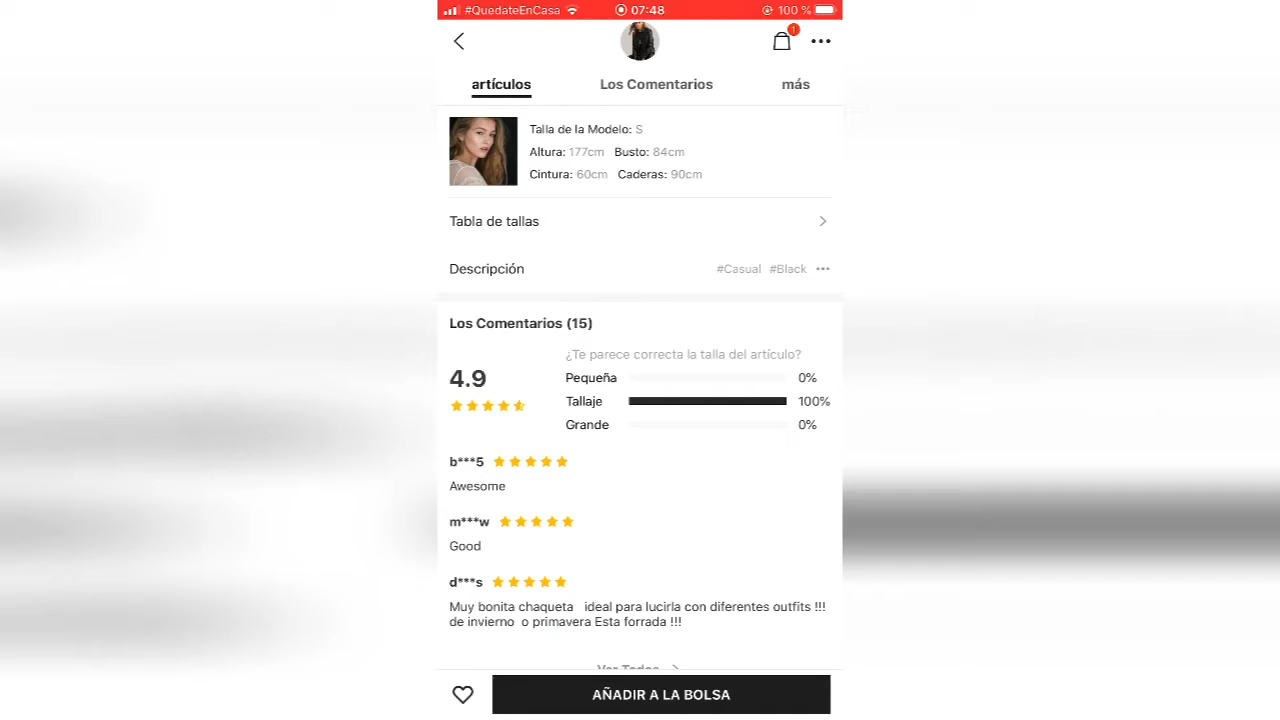 #QuedateEnCasa 07:48 100 %
1
artículos Los Comentarios más
Talla de la Modelo: S
Altura: 177cm Busto: 84cm
Cintura: 60cm Caderas: 90cm
Tabla de tallas
Descripción #Casual #Black
Los Comentarios (15)
¿Te parece correcta la talla del artículo?
4.9
Pequeña 0%
Tallaje 100%
Grande 0%
b***5
Awesome
m***w
Good
d***s
Muy bonita chaqueta ideal para lucirla con diferentes outfits !!!
de invierno o primavera Esta forrada !!!
Ver Todos
AÑADIR A LA BOLSA